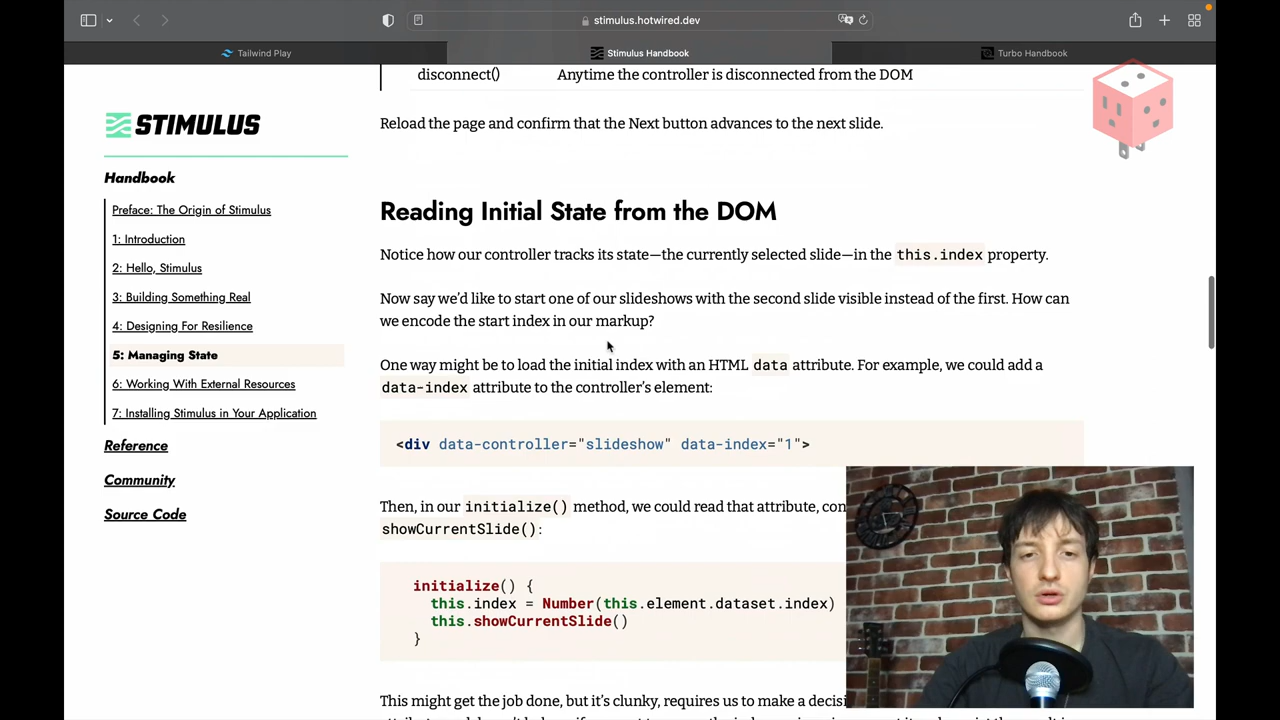 stimulus.hotwired.dev
Tailwind Play
Stimulus Handbook
Turbo Handbook
disconnect() Anytime the controller is disconnected from the DOM
STIMULUS
Handbook
Preface: The Origin of Stimulus
1: Introduction
2: Hello, Stimulus
3: Building Something Real
4: Designing For Resilience
5: Managing State
6: Working With External Resources
7: Installing Stimulus in Your Application
Reference
Community
Source Code
Reload the page and confirm that the Next button advances to the next slide.
Reading Initial State from the DOM
Notice how our controller tracks its state—the currently selected slide—in the this.index property.
Now say we’d like to start one of our slideshows with the second slide visible instead of the first. How can
we encode the start index in our markup?
One way might be to load the initial index with an HTML data attribute. For example, we could add a
data-index attribute to the controller’s element:
<div data-controller="slideshow" data-index="1">
Then, in our initialize() method, we could read that attribute, con
showCurrentSlide():
initialize() {
this.index = Number(this.element.dataset.index)
this.showCurrentSlide()
}
This might get the job done, but it’s clunky, requires us to make a decisi